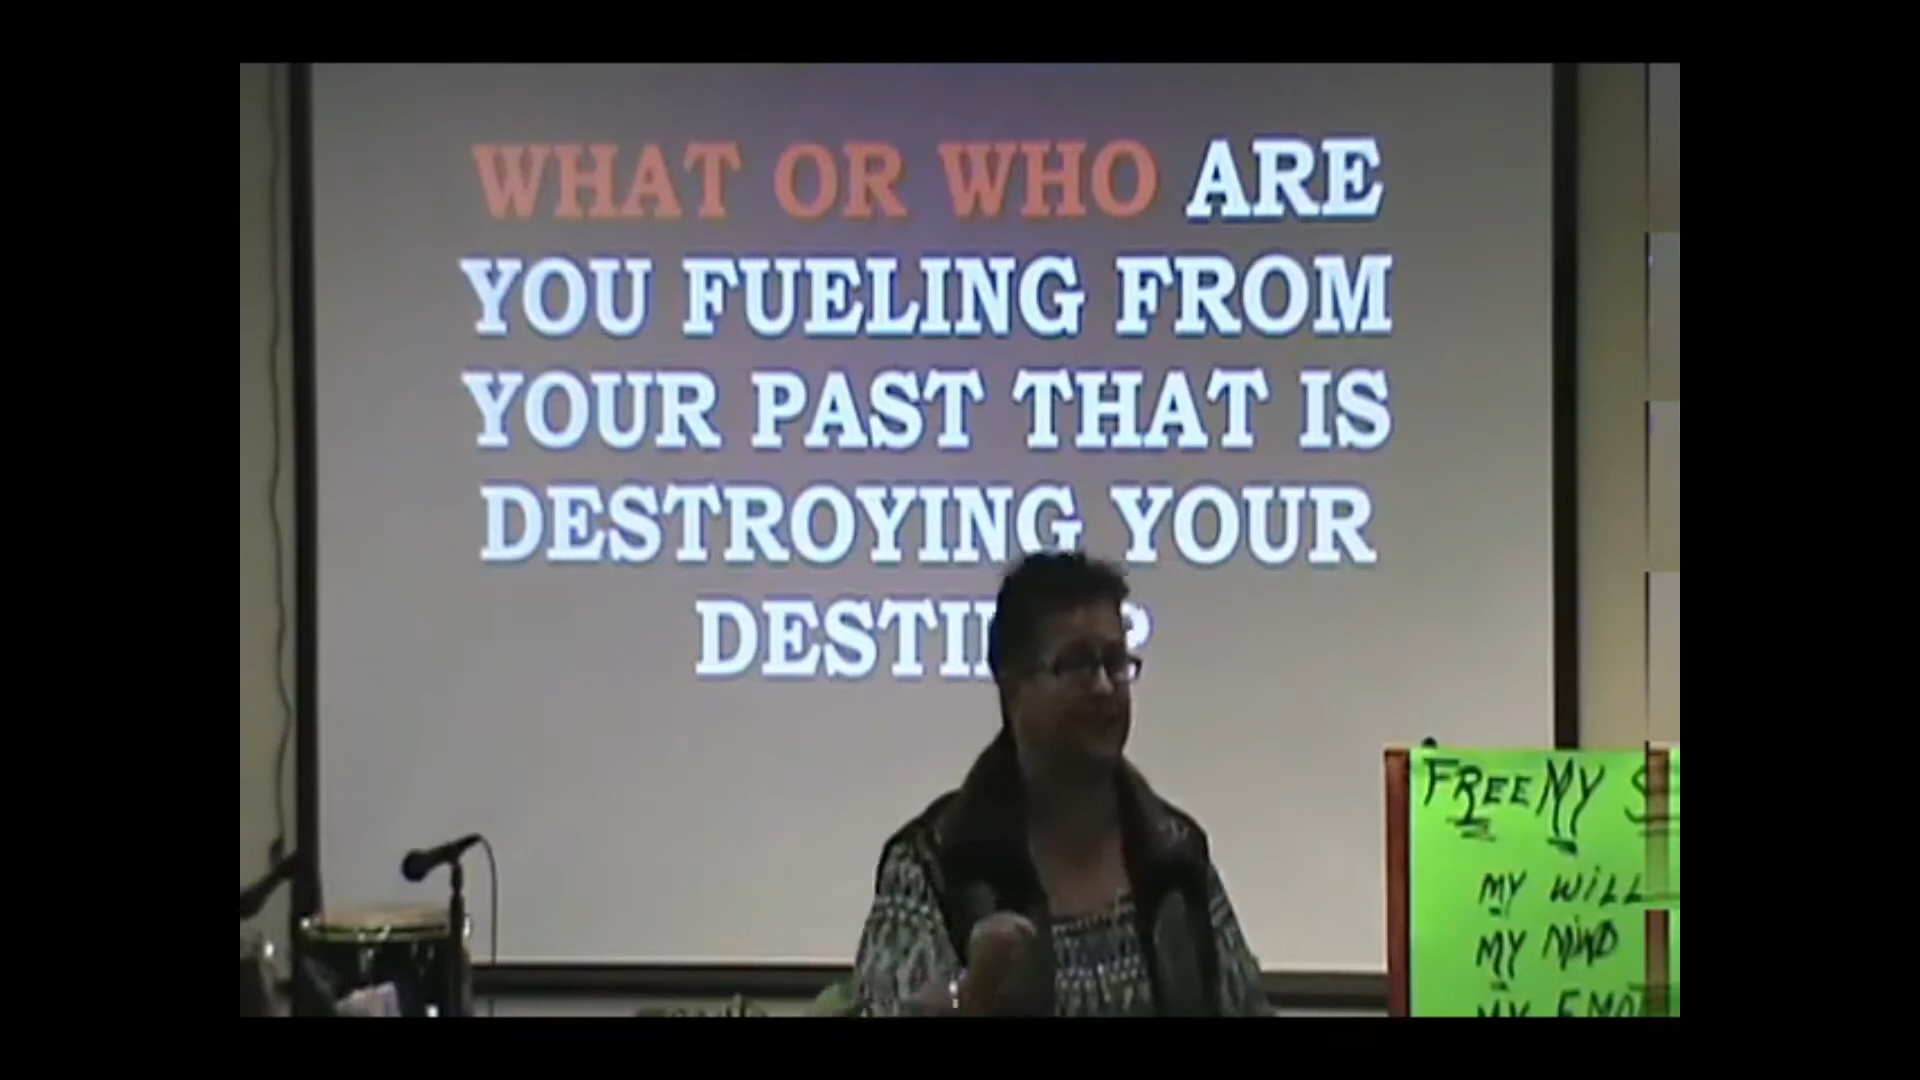 WHAT OR WHO ARE
YOU FUELING FROM
YOUR PAST THAT IS
DESTROYING YOUR
FREE MY
MY WILL
MY MIND
MY